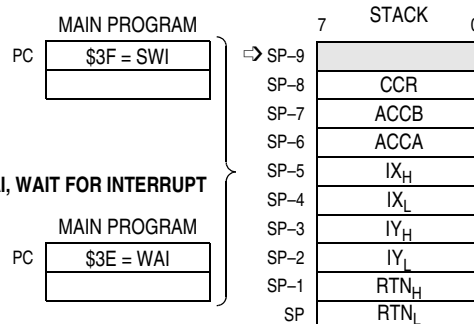 MAIN PROGRAM
PC $3F = SWI
I, WAIT FOR INTERRUPT
MAIN PROGRAM
PC $3E = WAI
7 STACK
SP–9
SP–8 CCR
SP–7 ACCB
SP–6 ACCA
SP–5 IXH
SP–4 IXL
SP–3 IYH
SP–2 IYL
SP–1 RTNH
SP RTNL